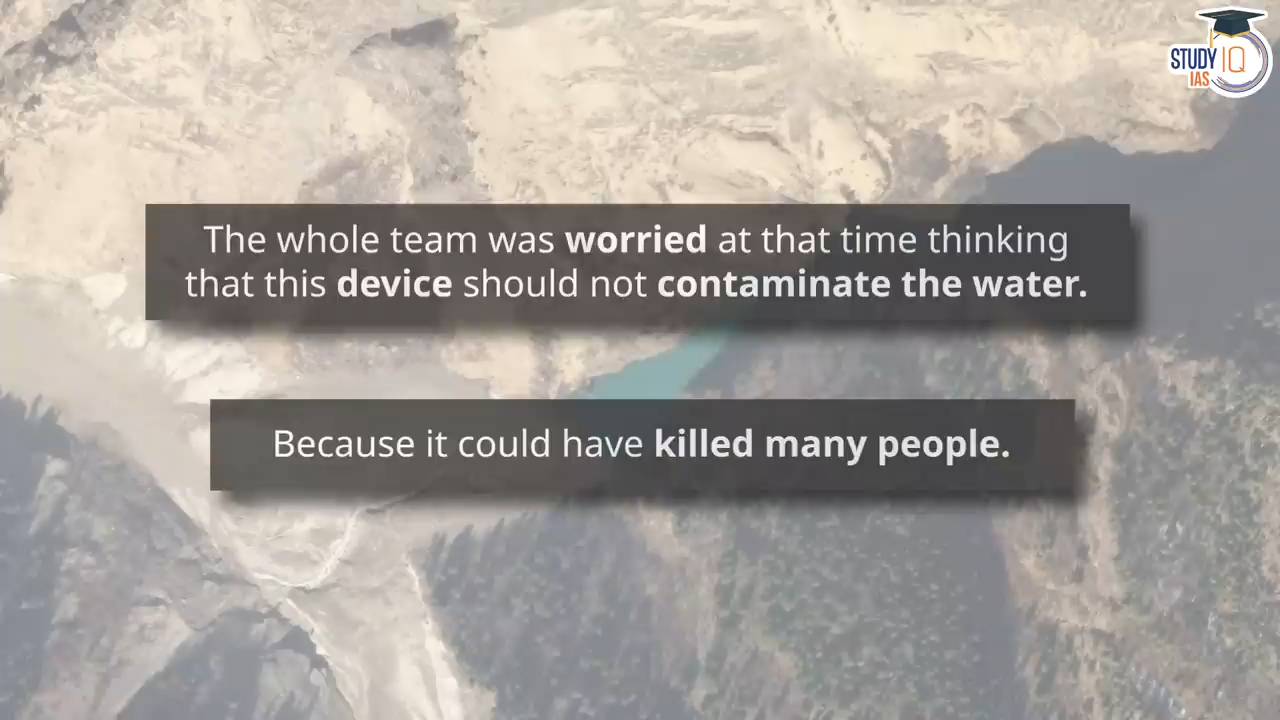 STUDY IQ
IAS
The whole team was worried at that time thinking
that this device should not contaminate the water.
Because it could have killed many people.